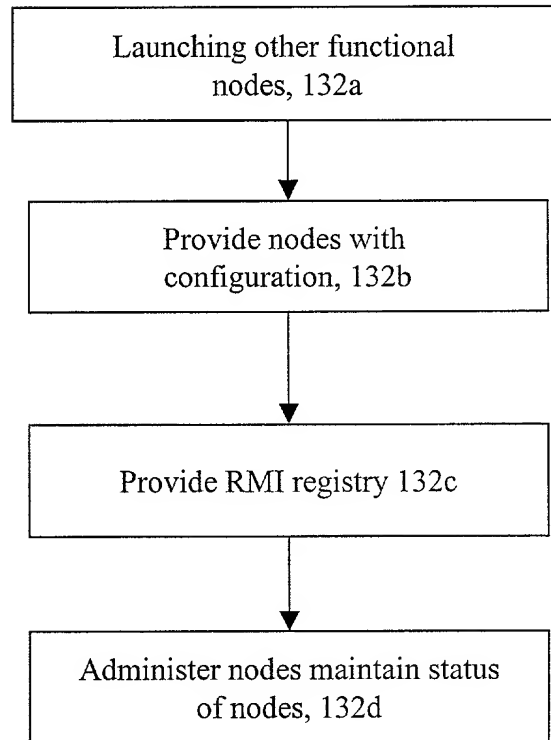 Launching other functional
nodes, 132a
Provide nodes with
configuration, 132b
Provide RMI registry 132c
Administer nodes maintain status
of nodes, 132d